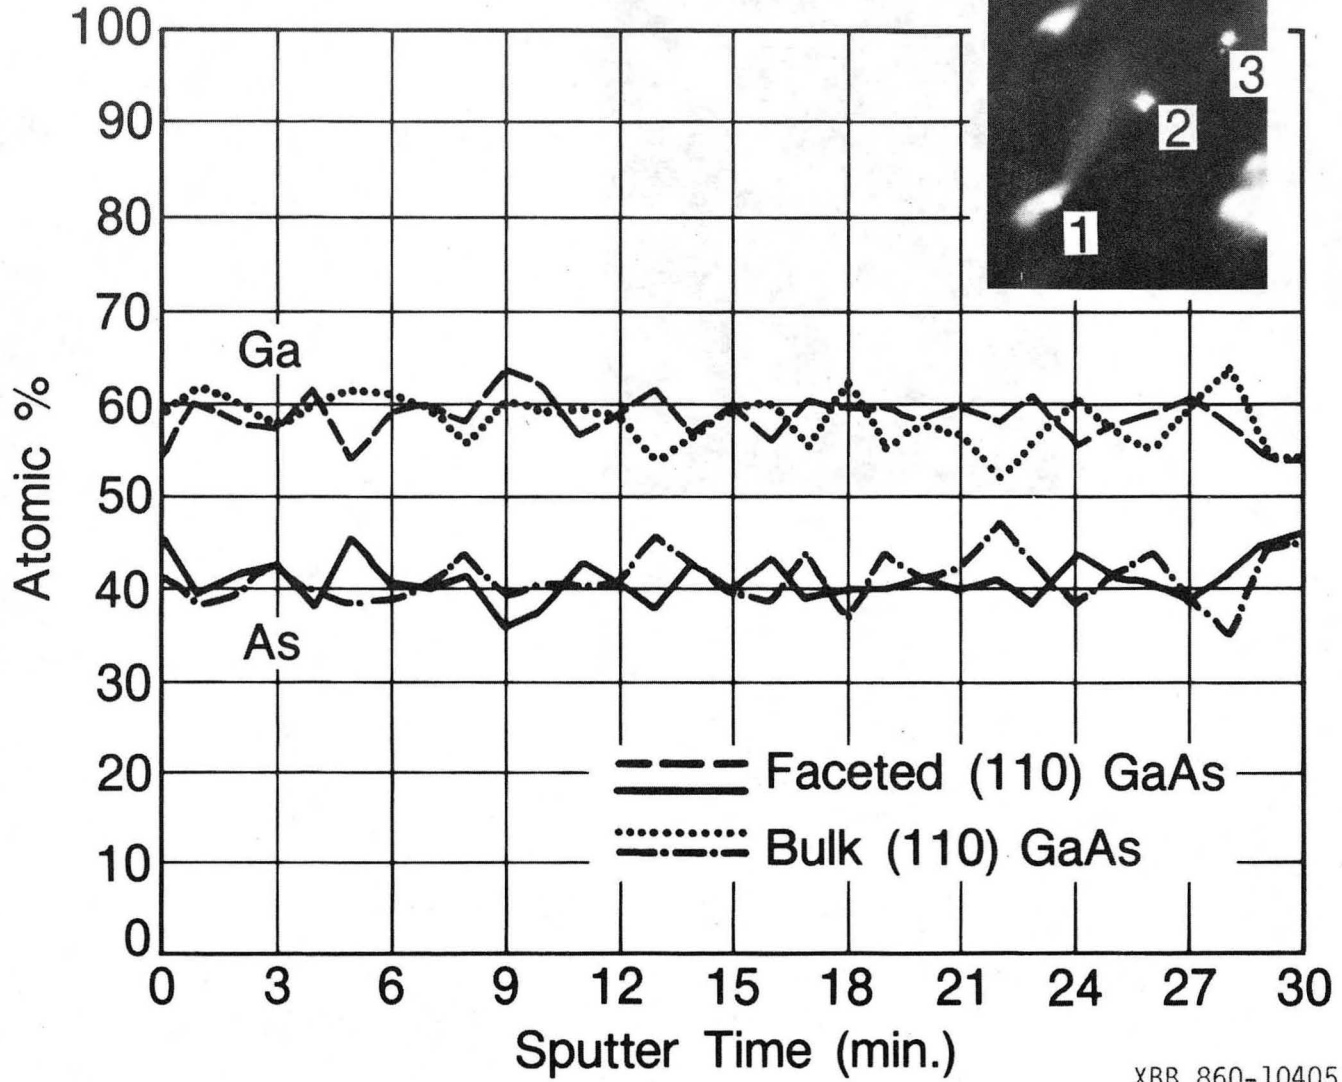 100
90
80
70
60
50
40
30
20
10
0
Atomic %
Ga
As
1
2
3
Faceted (110) GaAs
Bulk (110) GaAs
0 3 6 9 12 15 18 21 24 27 30
Sputter Time (min.)
XBB 860-10405